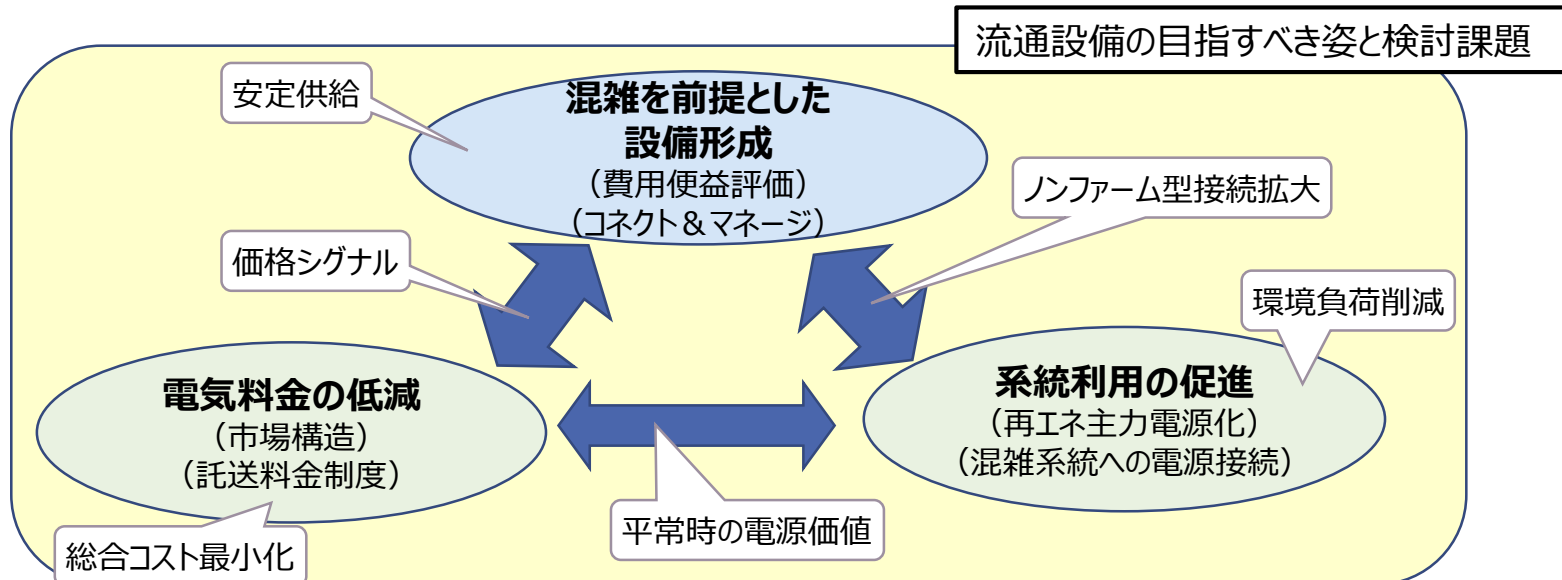 流通設備の目指すべき姿と検討課題
安定供給
混雑を前提とした
設備形成
（費用便益評価）
（コネクト＆マネージ）
ノンファーム型接続拡大
価格シグナル
環境負荷削減
電気料金の低減
（市場構造）
（託送料金制度）
系統利用の促進
（再エネ主力電源化）
（混雑系統への電源接続）
平常時の電源価値
総合コスト最小化